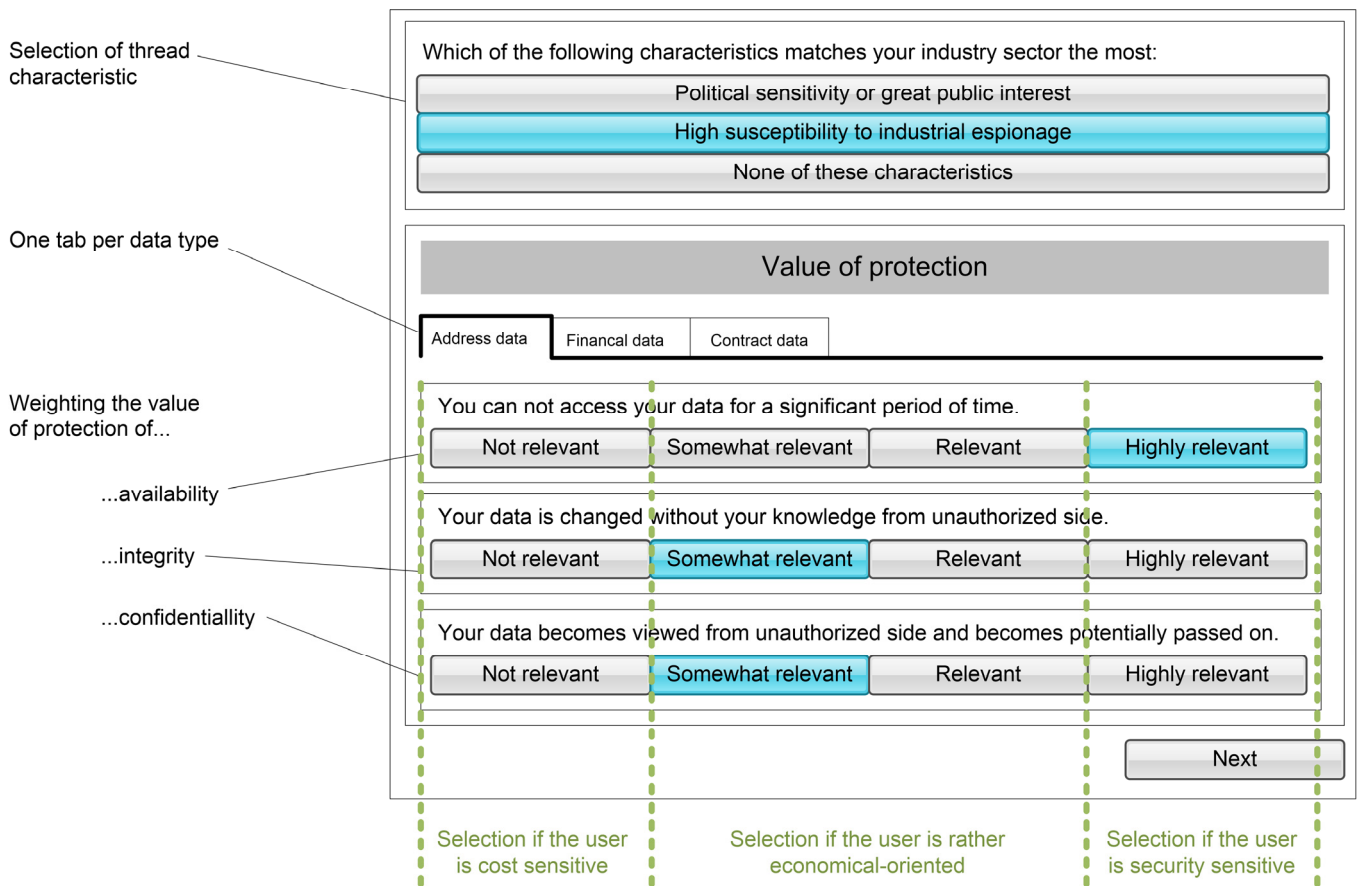 Selection of thread
characteristic
Which of the following characteristics matches your industry sector the most:
Political sensitivity or great public interest
High susceptibility to industrial espionage
None of these characteristics
One tab per data type
Value of protection
Address data Financal data Contract data
Weighting the value
of protection of...
You can not access your data for a significant period of time.
Not relevant Somewhat relevant Relevant Highly relevant
...availability
Your data is changed without your knowledge from unauthorized side.
...integrity
Not relevant Somewhat relevant Relevant Highly relevant
...confidentiallity
Your data becomes viewed from unauthorized side and becomes potentially passed on.
Not relevant Somewhat relevant Relevant Highly relevant
Next
Selection if the user
is cost sensitive
Selection if the user is rather
economical-oriented
Selection if the user
is security sensitive